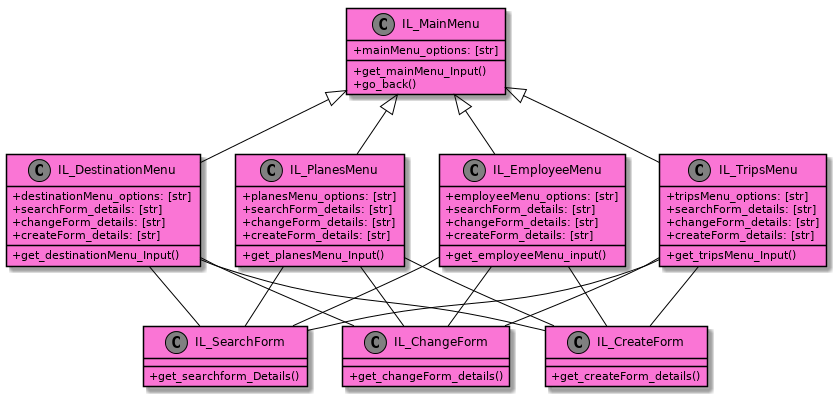 C IL_MainMenu
+mainMenu_options: [str]
+get_mainMenu_Input()
+go_back()
C IL_DestinationMenu
+destinationMenu_options: [str]
+searchForm_details: [str]
+changeForm_details: [str]
+createForm_details: [str]
+get_destinationMenu_Input()
C IL_PlanesMenu
+planesMenu_options: [str]
+searchForm_details: [str]
+changeForm_details: [str]
+createForm_details: [str]
+get_planesMenu_Input()
C IL_EmployeeMenu
+employeeMenu_options: [str]
+searchForm_details: [str]
+changeForm_details: [str]
+createForm_details: [str]
+get_employeeMenu_input()
C IL_TripsMenu
+tripsMenu_options: [str]
+searchForm_details: [str]
+changeForm_details: [str]
+createForm_details: [str]
+get_tripsMenu_Input()
C IL_SearchForm
+get_searchform_Details()
C IL_ChangeForm
+get_changeForm_details()
C IL_CreateForm
+get_createForm_details()